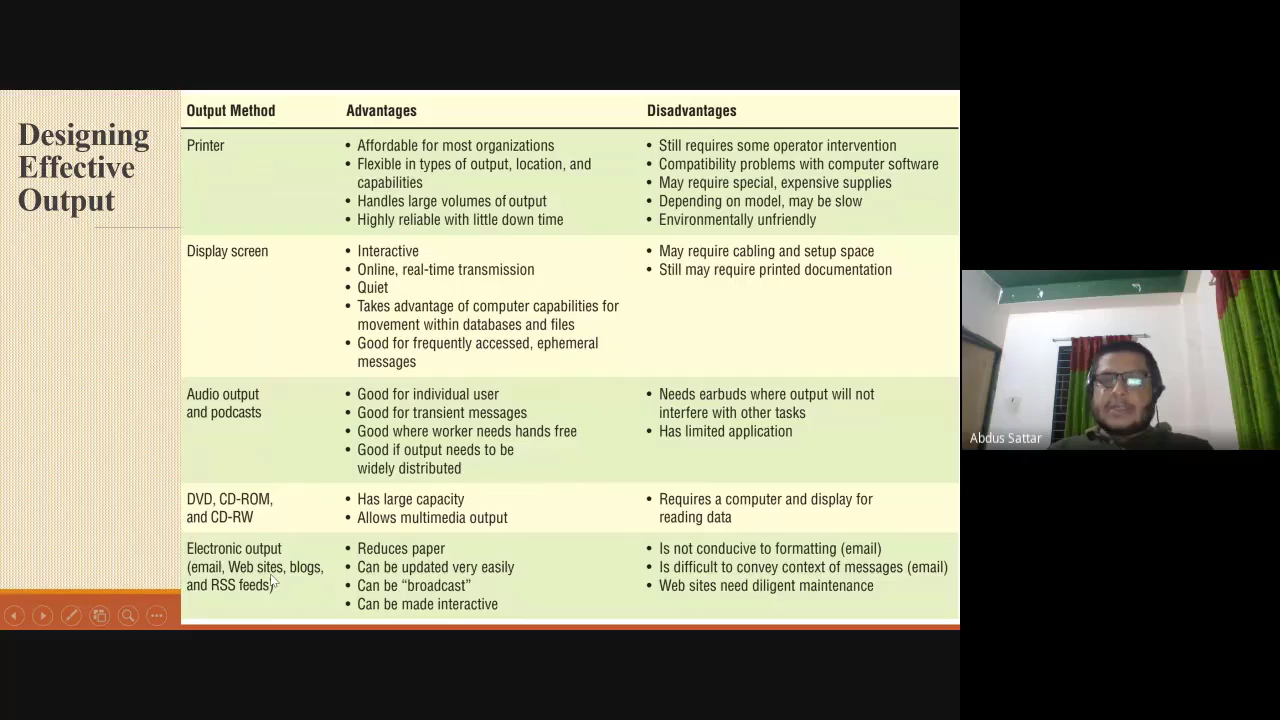 Designing
Effective
Output
Output Method Advantages Disadvantages
Printer
• Affordable for most organizations
• Flexible in types of output, location, and
capabilities
• Handles large volumes of output
• Highly reliable with little down time
• Still requires some operator intervention
• Compatibility problems with computer software
• May require special, expensive supplies
• Depending on model, may be slow
• Environmentally unfriendly
Display screen
• Interactive
• Online, real-time transmission
• Quiet
• Takes advantage of computer capabilities for
movement within databases and files
• Good for frequently accessed, ephemeral
messages
• May require cabling and setup space
• Still may require printed documentation
Audio output
and podcasts
• Good for individual user
• Good for transient messages
• Good where worker needs hands free
• Good if output needs to be
widely distributed
• Needs earbuds where output will not
interfere with other tasks
• Has limited application
DVD, CD-ROM,
and CD-RW
• Has large capacity
• Allows multimedia output
• Requires a computer and display for
reading data
Electronic output
(email, Web sites, blogs,
and RSS feeds)
• Reduces paper
• Can be updated very easily
• Can be “broadcast”
• Can be made interactive
• Is not conducive to formatting (email)
• Is difficult to convey context of messages (email)
• Web sites need diligent maintenance
Abdus Sattar